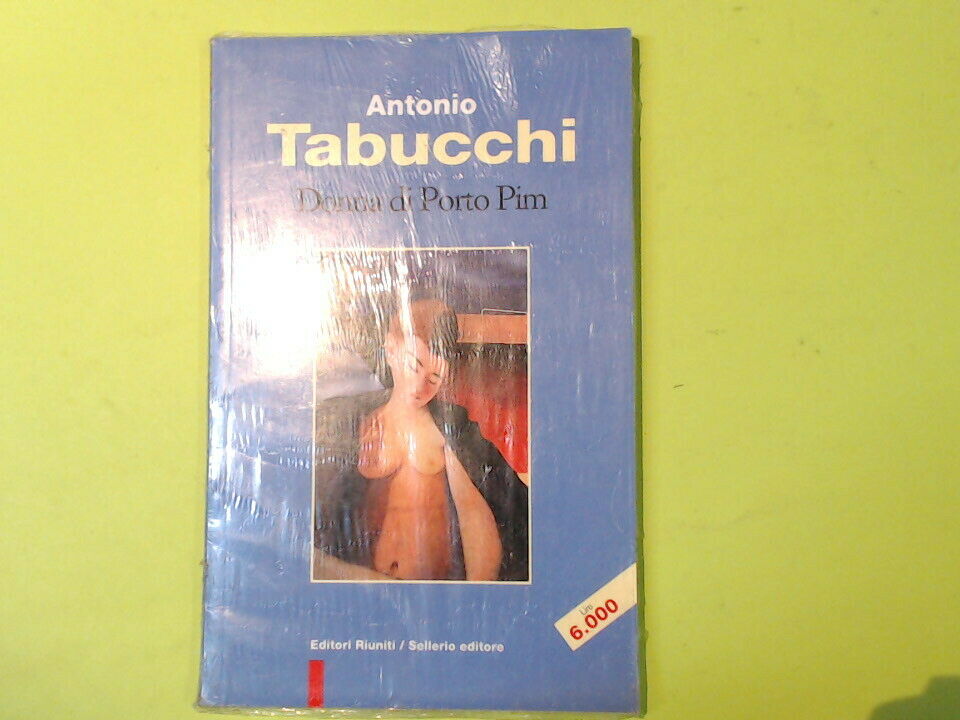 Antonio
Tabucchi
Donna di Porto Pim
Lire
6.000
Editori Riuniti / Sellerio editore